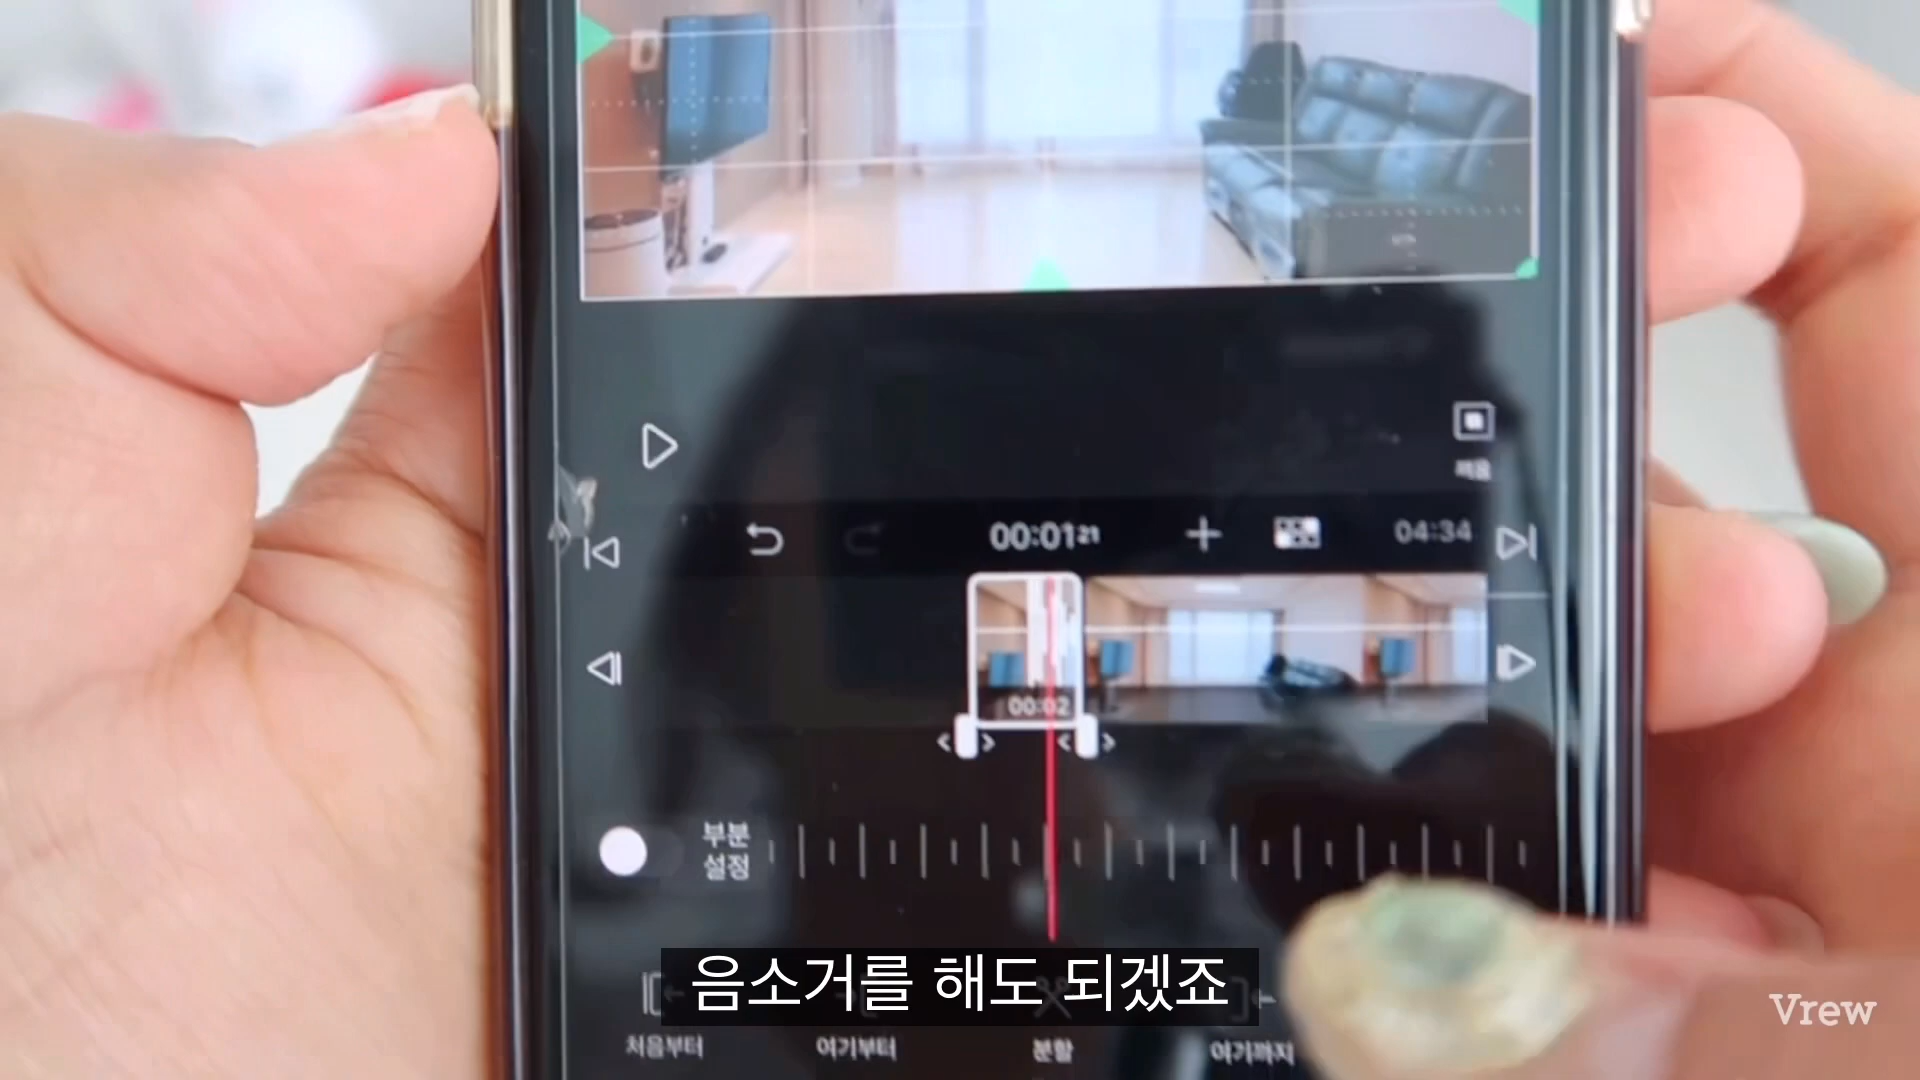 00:01 21
04:34
00:02
부분
설정
음소거를 해도 되겠죠
처음부터
여기부터
분할
여기까지
Vrew